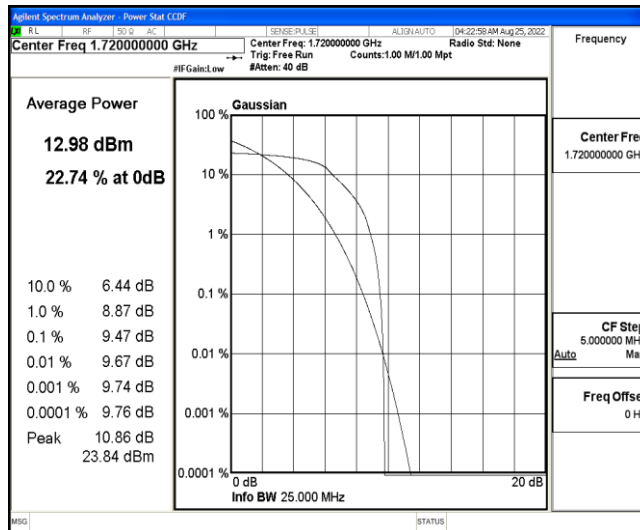 Agilent Spectrum Analyzer - Power Stat CCDF
RL RF 50 Ω AC SENSE:PULSE ALIGNAUTO 04:22:58 AM Aug 25, 2022
Center Freq 1.720000000 GHz
Center Freq: 1.720000000 GHz Radio Std: None
Trig: Free Run Counts:1.00 M/1.00 Mpt
#IFGain:Low #Atten: 40 dB
Frequency
Average Power
12.98 dBm
22.74 % at 0dB
10.0 % 6.44 dB
1.0 % 8.87 dB
0.1 % 9.47 dB
0.01 % 9.67 dB
0.001 % 9.74 dB
0.0001 % 9.76 dB
Peak 10.86 dB
23.84 dBm
Gaussian
100 %
10 %
1 %
0.1 %
0.01 %
0.001 %
0.0001 %
0 dB 20 dB
Info BW 25.000 MHz
Center Fre
1.720000000 GH
CF Step
5.000000 MH
Auto Ma
Freq Offse
0 H
MSG STATUS